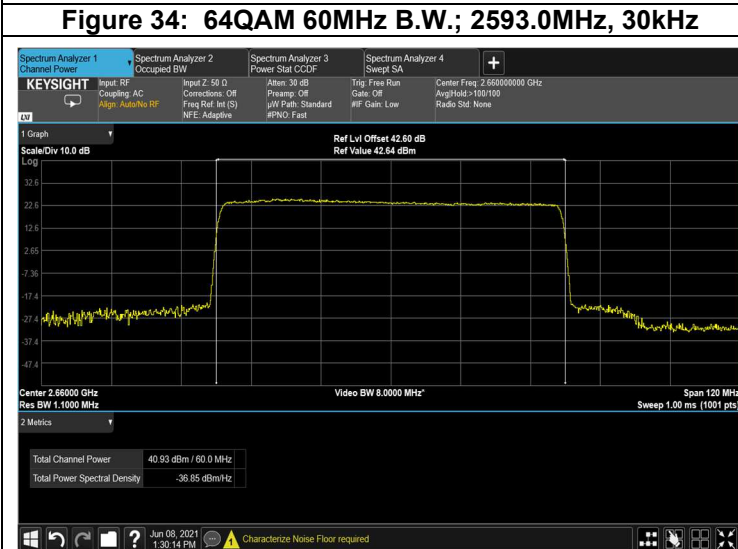 Figure 34: 64QAM 60MHz B.W.; 2593.0MHz, 30kHz
Spectrum Analyzer 1
Channel Power
Spectrum Analyzer 2
Occupied BW
Spectrum Analyzer 3
Power Stat CCDF
Spectrum Analyzer 4
Swept SA
KEYSIGHT
Input: RF
Coupling: AC
Align: Auto/No RF
Input Z: 50 Ω
Corrections: Off
Freq Ref: Int (S)
NFE: Adaptive
Atten: 30 dB
Preamp: Off
µW Path: Standard
#PNO: Fast
Trig: Free Run
Gate: Off
#IF Gain: Low
Center Freq: 2.660000000 GHz
Avg|Hold:>100/100
Radio Std: None
LXI
1 Graph
Scale/Div 10.0 dB
Ref Lvl Offset 42.60 dB
Ref Value 42.64 dBm
Log
32.6
22.6
12.6
2.65
-7.36
-17.4
-27.4
-37.4
-47.4
Center 2.66000 GHz
Res BW 1.1000 MHz
Video BW 8.0000 MHz*
Span 120 MHz
Sweep 1.00 ms (1001 pts)
2 Metrics
Total Channel Power 40.93 dBm / 60.0 MHz
Total Power Spectral Density -36.85 dBm/Hz
?
Jun 08, 2021
1:30:14 PM
1
Characterize Noise Floor required